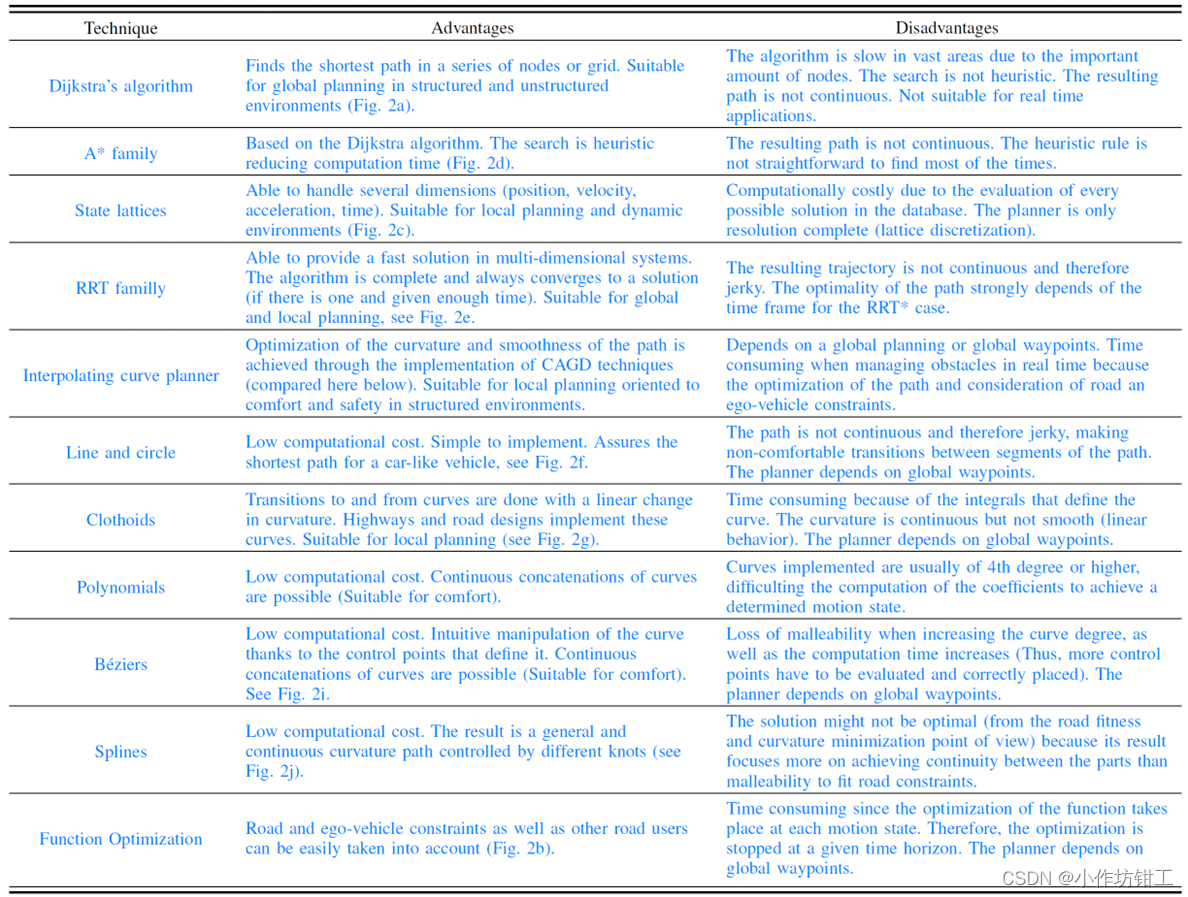 Technique Advantages Disadvantages
Dijkstra's algorithm
Finds the shortest path in a series of nodes or grid. Suitable
for global planning in structured and unstructured
environments (Fig. 2a).
The algorithm is slow in vast areas due to the important
amount of nodes. The search is not heuristic. The resulting
path is not continuous. Not suitable for real time
applications.
A* family
Based on the Dijkstra algorithm. The search is heuristic
reducing computation time (Fig. 2d).
The resulting path is not continuous. The heuristic rule is
not straightforward to find most of the times.
State lattices
Able to handle several dimensions (position, velocity,
acceleration, time). Suitable for local planning and dynamic
environments (Fig. 2c).
Computationally costly due to the evaluation of every
possible solution in the database. The planner is only
resolution complete (lattice discretization).
RRT familly
Able to provide a fast solution in multi-dimensional systems.
The algorithm is complete and always converges to a solution
(if there is one and given enough time). Suitable for global
and local planning, see Fig. 2e.
The resulting trajectory is not continuous and therefore
jerky. The optimality of the path strongly depends of the
time frame for the RRT* case.
Interpolating curve planner
Optimization of the curvature and smoothness of the path is
achieved through the implementation of CAGD techniques
(compared here below). Suitable for local planning oriented to
comfort and safety in structured environments.
Depends on a global planning or global waypoints. Time
consuming when managing obstacles in real time because
the optimization of the path and consideration of road an
ego-vehicle constraints.
Line and circle
Low computational cost. Simple to implement. Assures the
shortest path for a car-like vehicle, see Fig. 2f.
The path is not continuous and therefore jerky, making
non-comfortable transitions between segments of the path.
The planner depends on global waypoints.
Clothoids
Transitions to and from curves are done with a linear change
in curvature. Highways and road designs implement these
curves. Suitable for local planning (see Fig. 2g).
Time consuming because of the integrals that define the
curve. The curvature is continuous but not smooth (linear
behavior). The planner depends on global waypoints.
Polynomials
Low computational cost. Continuous concatenations of curves
are possible (Suitable for comfort).
Curves implemented are usually of 4th degree or higher,
difficulting the computation of the coefficients to achieve a
determined motion state.
Béziers
Low computational cost. Intuitive manipulation of the curve
thanks to the control points that define it. Continuous
concatenations of curves are possible (Suitable for comfort).
See Fig. 2i.
Loss of malleability when increasing the curve degree, as
well as the computation time increases (Thus, more control
points have to be evaluated and correctly placed). The
planner depends on global waypoints.
Splines
Low computational cost. The result is a general and
continuous curvature path controlled by different knots (see
Fig. 2j).
The solution might not be optimal (from the road fitness
and curvature minimization point of view) because its result
focuses more on achieving continuity between the parts than
malleability to fit road constraints.
Function Optimization
Road and ego-vehicle constraints as well as other road users
can be easily taken into account (Fig. 2b).
Time consuming since the optimization of the function takes
place at each motion state. Therefore, the optimization is
stopped at a given time horizon. The planner depends on
global waypoints.
CSDN @小作坊钳工